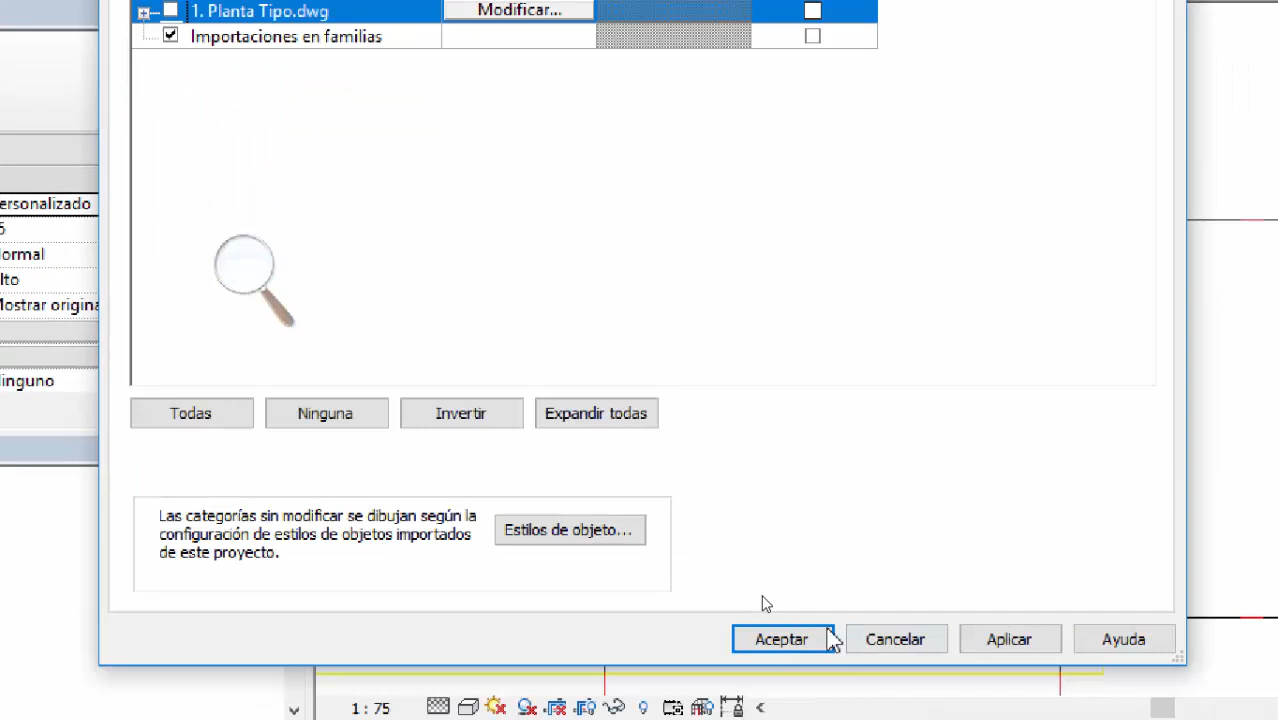 1. Planta Tipo.dwg
Modificar...
Importaciones en familias
ersonalizado
5
ormal
lto
Mostrar origina
inguno
Todas
Ninguna
Invertir
Expandir todas
Las categorías sin modificar se dibujan según la
configuración de estilos de objetos importados
de este proyecto.
Estilos de objeto...
Aceptar
Cancelar
Aplicar
Ayuda
1 : 75